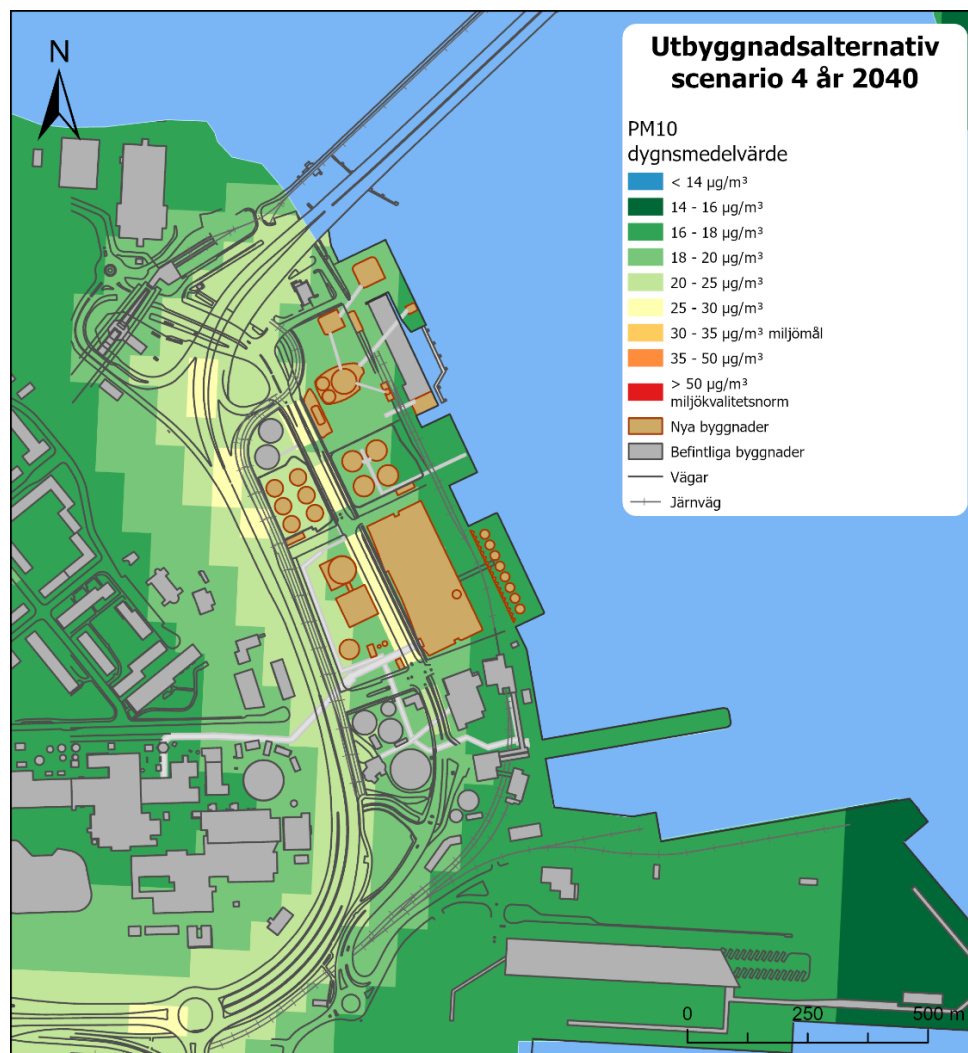 N
Utbyggnadsalternativ
scenario 4 år 2040
PM10
dygnsmedelvärde
< 14 µg/m³
14 - 16 µg/m³
16 - 18 µg/m³
18 - 20 µg/m³
20 - 25 µg/m³
25 - 30 µg/m³
30 - 35 µg/m³ miljömål
35 - 50 µg/m³
> 50 µg/m³
miljökvalitetsnorm
Nya byggnader
Befintliga byggnader
Vägar
Järnväg
0 250 500 m